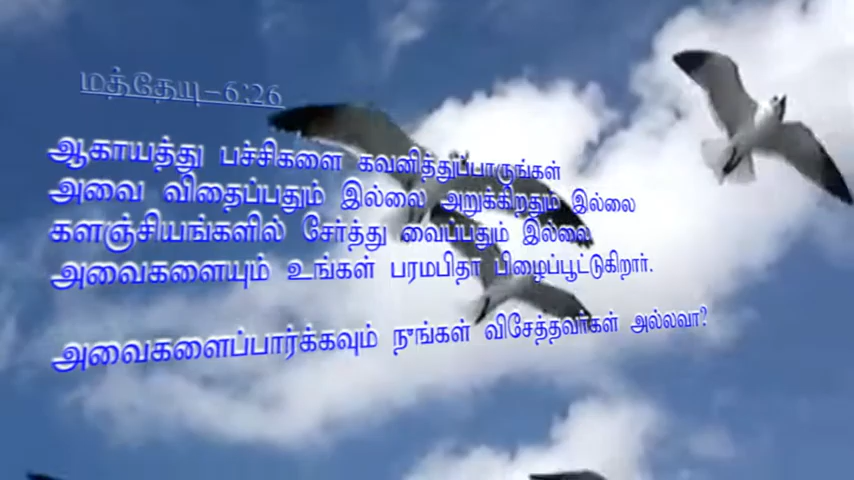 மத்தேயு-6:26
ஆகாயத்து பச்சிகளை கவனித்துப்பாருங்கள்
அவை விதைப்பதும் இல்லை அறுக்கிறதும் இல்லை
களஞ்சியங்களில் சேர்த்து வைப்பதும் இல்லை
அவைகளையும் உங்கள் பரமபிதா பிழைப்பூட்டுகிறார்.
அவைகளைப்பார்க்கவும் நுங்கள் விசேத்தவர்கள் அல்லவா?